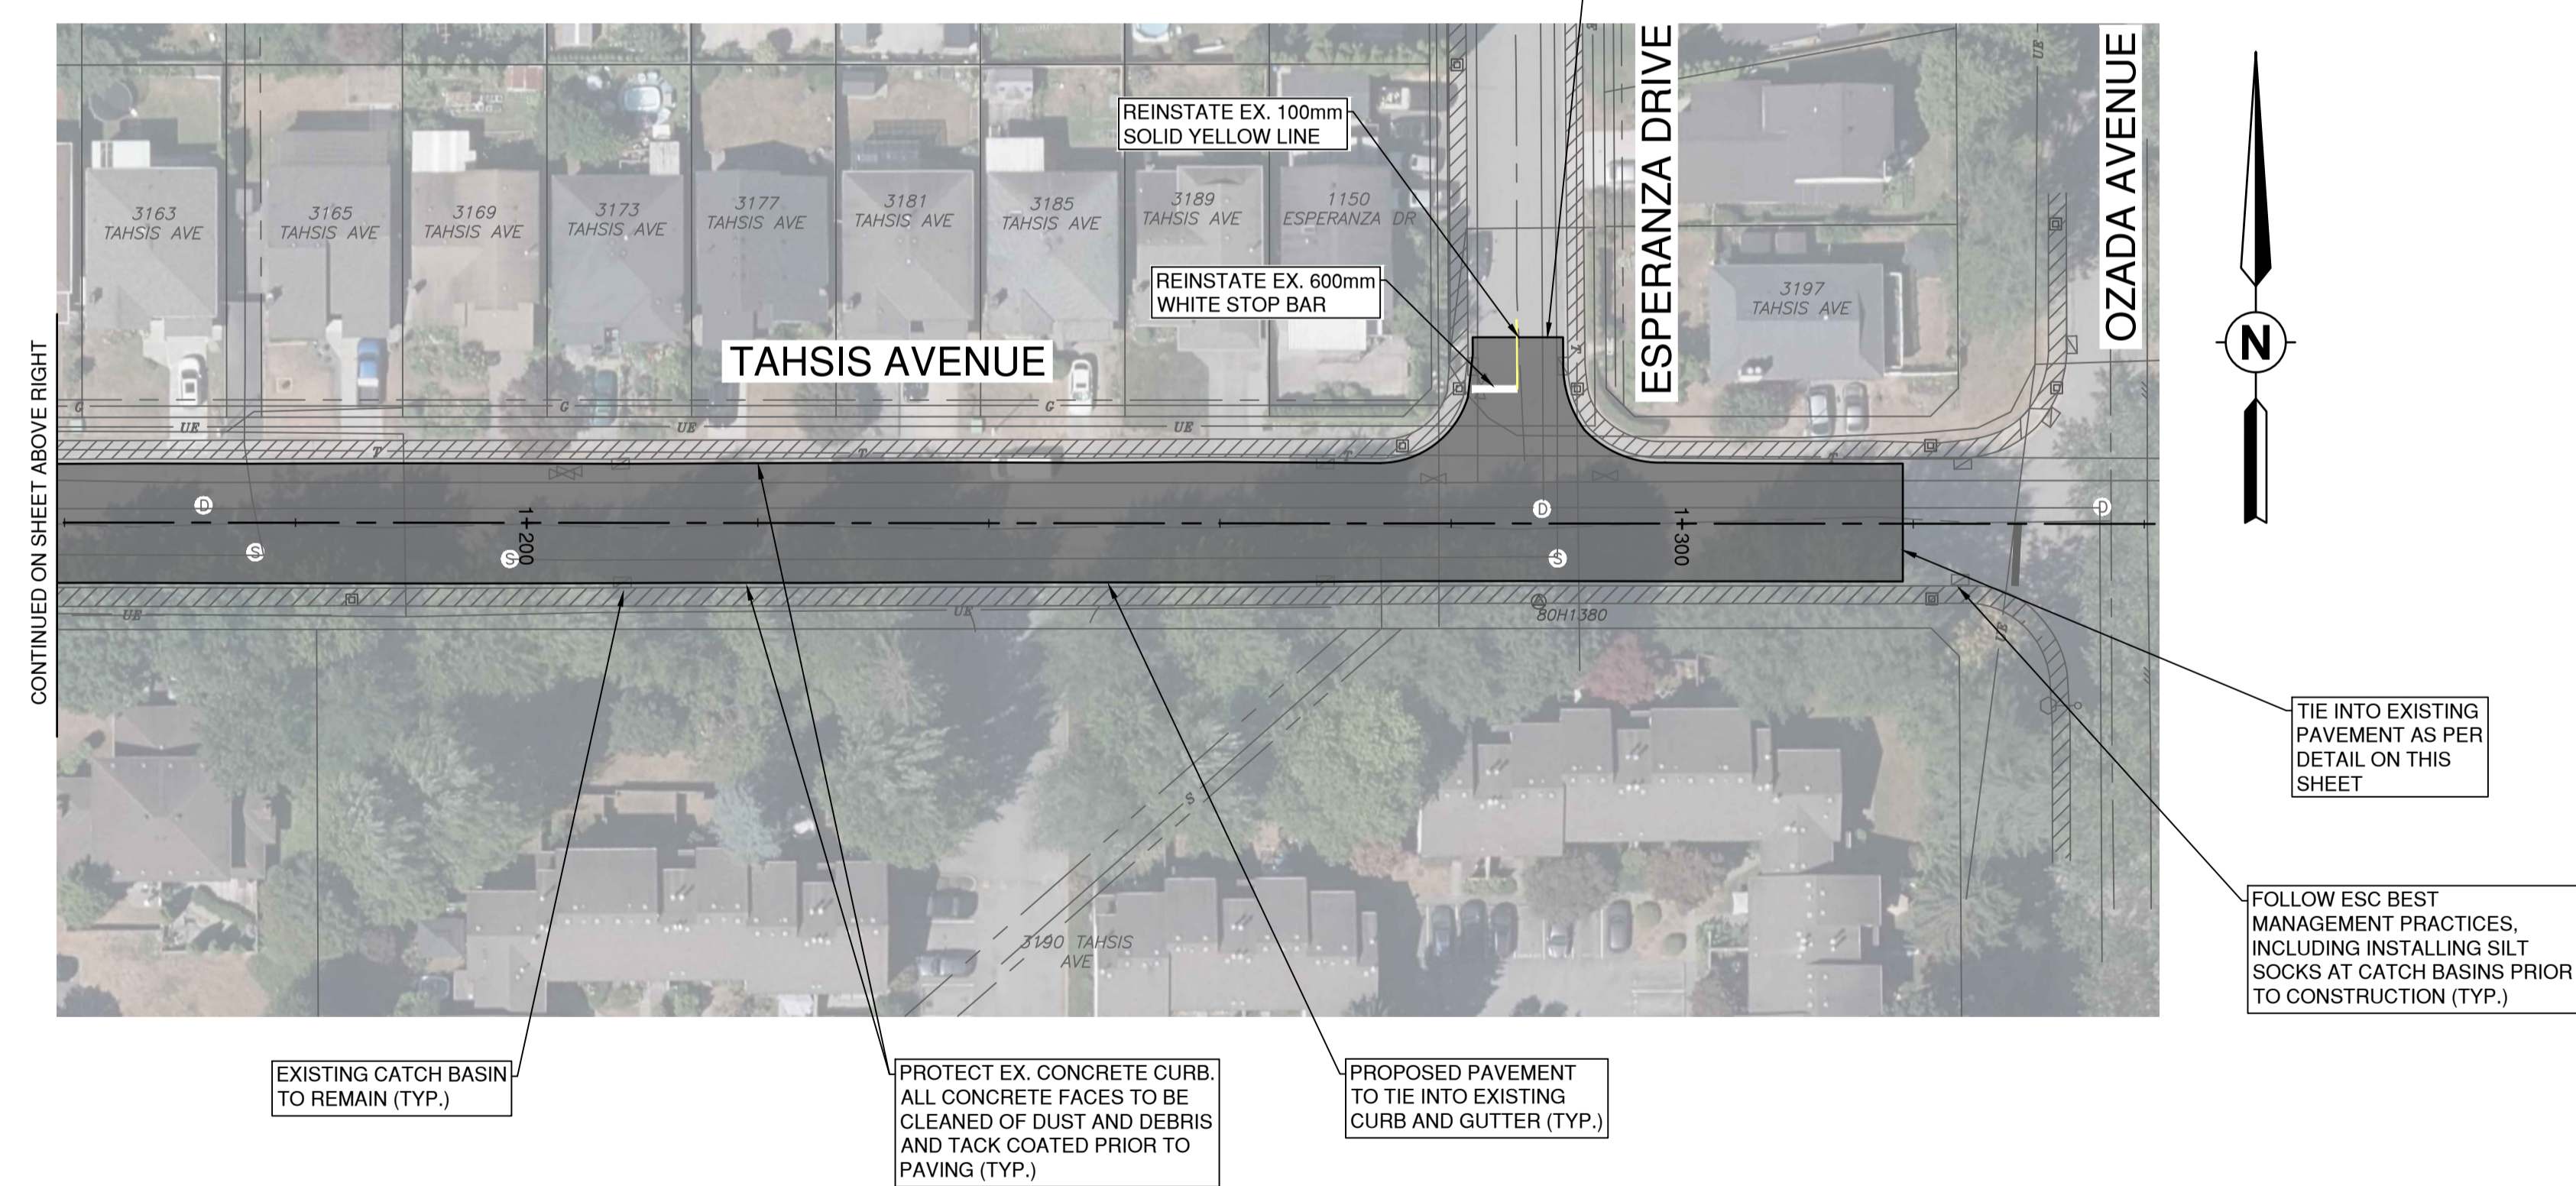 REINSTATE EX. 100mm
SOLID YELLOW LINE
ESPERANZA DRIVE
OZADA AVENUE
3163
TAHSIS AVE
3165
TAHSIS AVE
3169
TAHSIS AVE
3173
TAHSIS AVE
3177
TAHSIS AVE
3181
TAHSIS AVE
3185
TAHSIS AVE
3189
TAHSIS AVE
1150
ESPERANZA DR
REINSTATE EX. 600mm
WHITE STOP BAR
3197
TAHSIS AVE
N
TAHSIS AVENUE
CONTINUED ON SHEET ABOVE RIGHT
UE
G
G
G
UE
UE
UE
T
T
T
T
T
D
D
D
S
S
S
1+200
1+300
UE
UE
UE
80H1380
S
3190 TAHSIS
AVE
TIE INTO EXISTING
PAVEMENT AS PER
DETAIL ON THIS
SHEET
FOLLOW ESC BEST
MANAGEMENT PRACTICES,
INCLUDING INSTALLING SILT
SOCKS AT CATCH BASINS PRIOR
TO CONSTRUCTION (TYP.)
EXISTING CATCH BASIN
TO REMAIN (TYP.)
PROTECT EX. CONCRETE CURB.
ALL CONCRETE FACES TO BE
CLEANED OF DUST AND DEBRIS
AND TACK COATED PRIOR TO
PAVING (TYP.)
PROPOSED PAVEMENT
TO TIE INTO EXISTING
CURB AND GUTTER (TYP.)